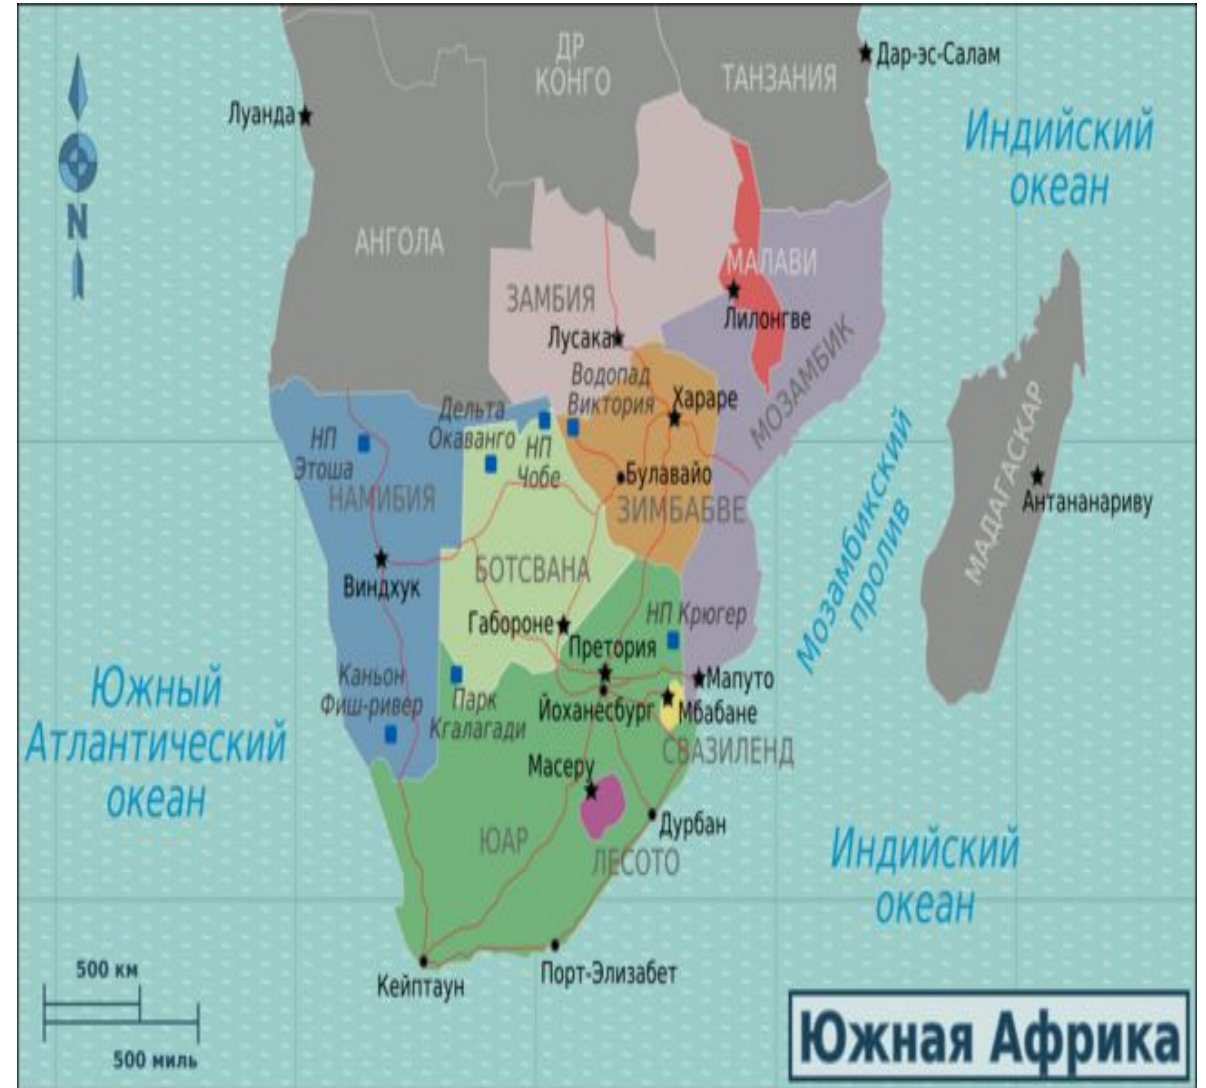 ДР
КОНГО
ТАНЗАНИЯ
Дар-эс-Салам
Луанда
Индийский
океан
N
АНГОЛА
МАЛАВИ
ЗАМБИЯ
Лилонгве
Лусака
МОЗАМБИК
Водопад
Виктория
Хараре
Дельта
Окаванго
НП
Чобе
НП
Этоша
НАМИБИЯ
Булавайо
ЗИМБАБВЕ
МАДАГАСКАР
Антананариву
Мозамбикский
пролив
Виндхук
БОТСВАНА
Габороне
НП Крюгер
Претория
Мапуто
Каньон
Фиш-ривер
Парк
Кгалагади
Йоханесбург
Мбабане
СВАЗИЛЕНД
Южный
Атлантический
океан
Масеру
ЮАР
Дурбан
ЛЕСОТО
Индийский
океан
Кейптаун
Порт-Элизабет
500 км
500 миль
Южная Африка